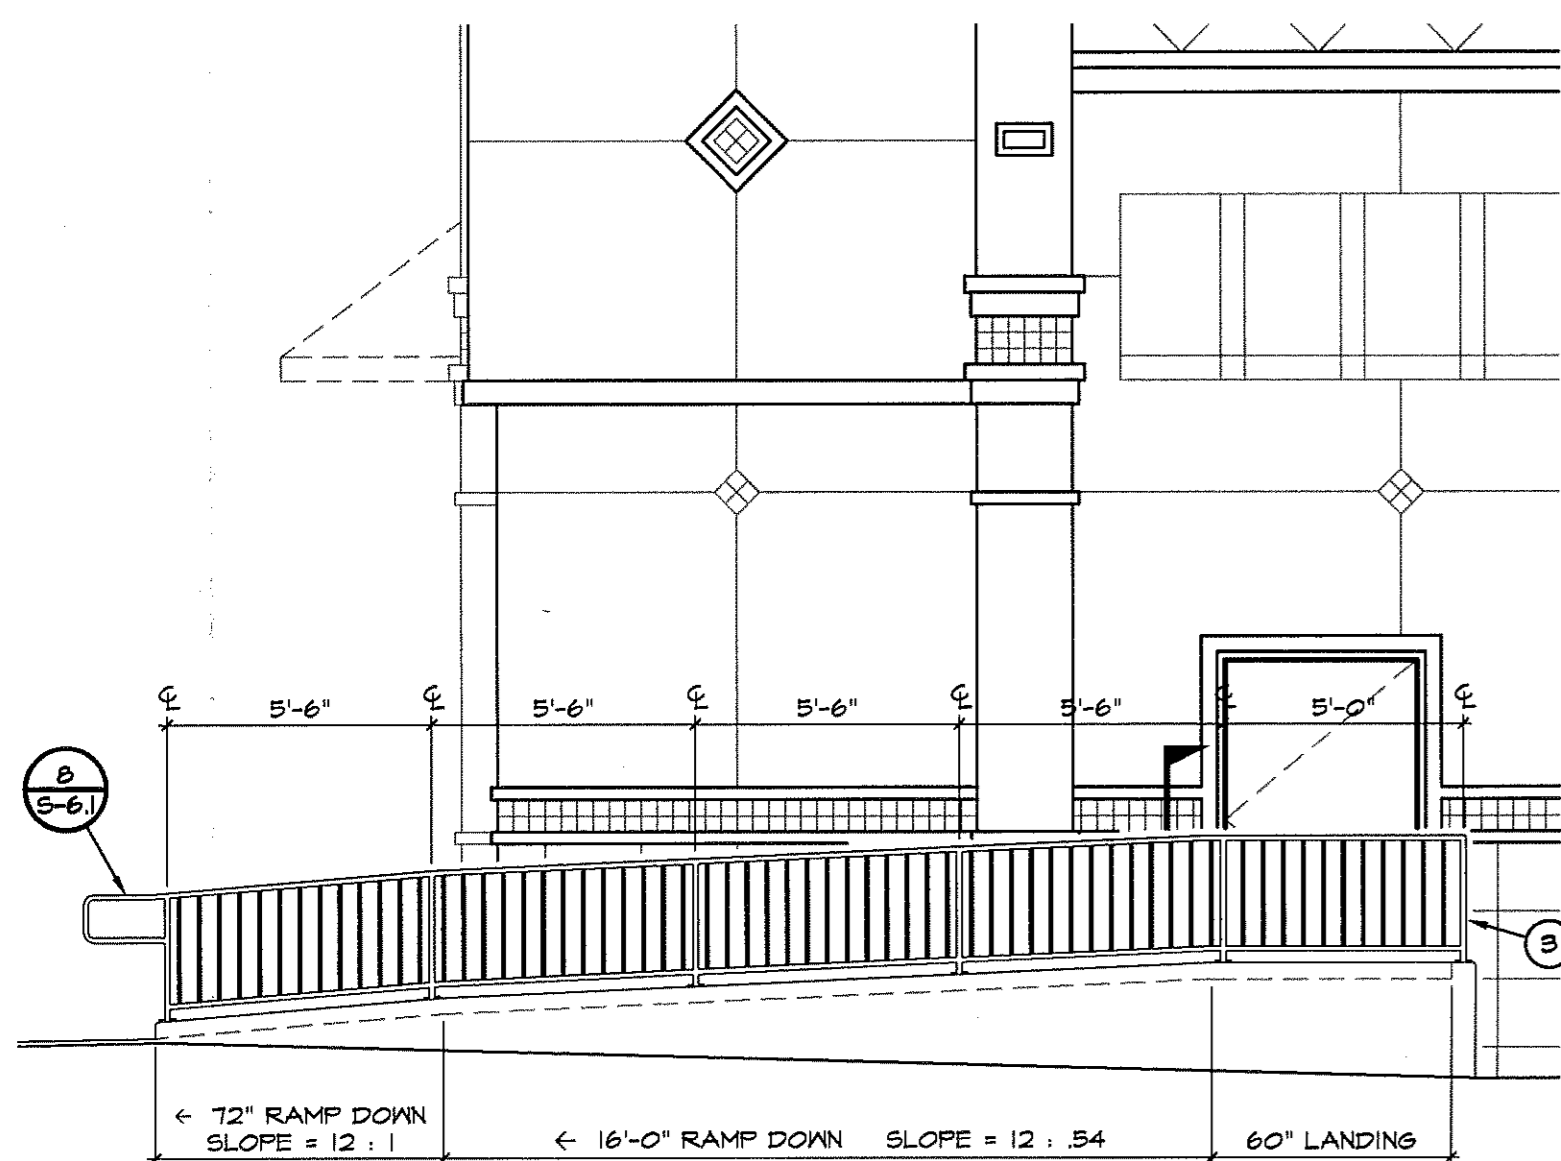 ℄ 5'-6" ℄ 5'-6" ℄ 5'-6" ℄ 5'-6" ℄ 5'-0" ℄
8
S-6.1
3
← 72" RAMP DOWN
SLOPE = 12 : 1
← 16'-0" RAMP DOWN SLOPE = 12 : .54
60" LANDING